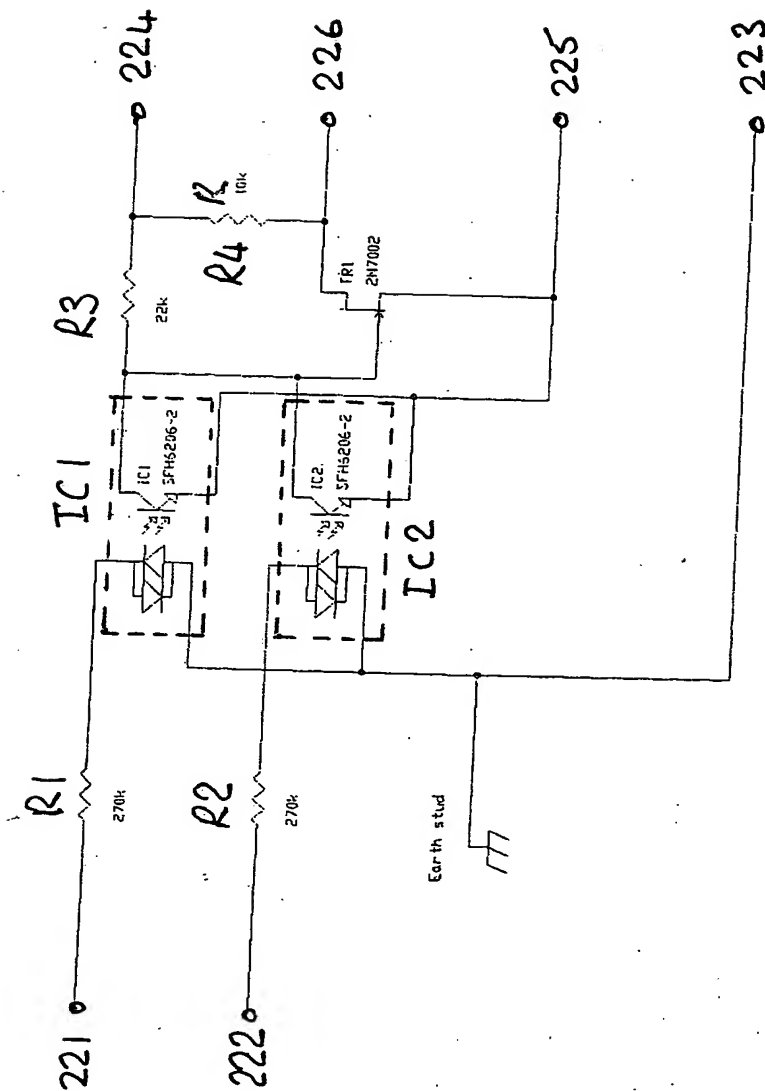 224
226
225
223
R3
22k
R
10k
R4
TR1
2N7002
IC1
IC1
SFH6206-2
IC2
IC2.
SFH6206-2
R1
270k
R2
270k
Earth stud
221
222